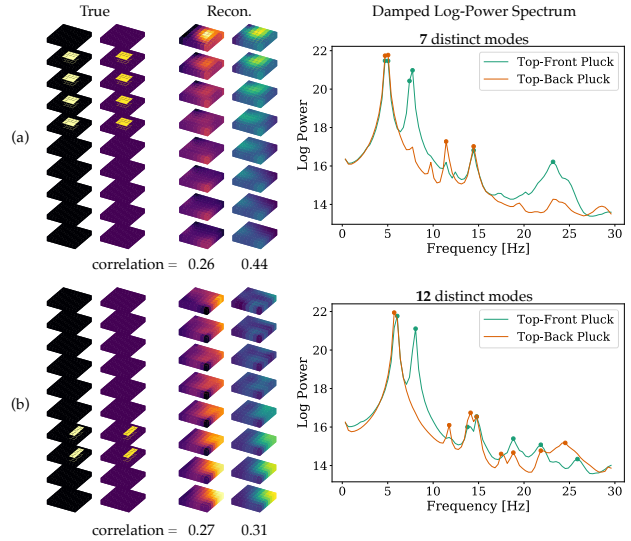 True Recon. Damped Log-Power Spectrum
7 distinct modes
(a)
22
20
18
16
14
Log Power
Top-Front Pluck
Top-Back Pluck
0 5 10 15 20 25 30
Frequency [Hz]
correlation = 0.26 0.44
12 distinct modes
(b)
22
20
18
16
14
Log Power
Top-Front Pluck
Top-Back Pluck
0 5 10 15 20 25 30
Frequency [Hz]
correlation = 0.27 0.31